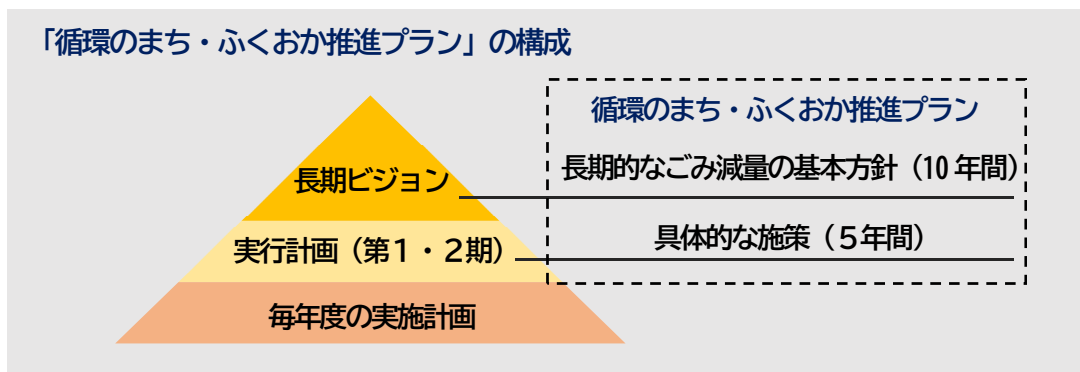 「循環のまち・ふくおか推進プラン」の構成
循環のまち・ふくおか推進プラン
長期ビジョン
長期的なごみ減量の基本方針（10年間）
実行計画（第１・２期）
具体的な施策（５年間）
毎年度の実施計画